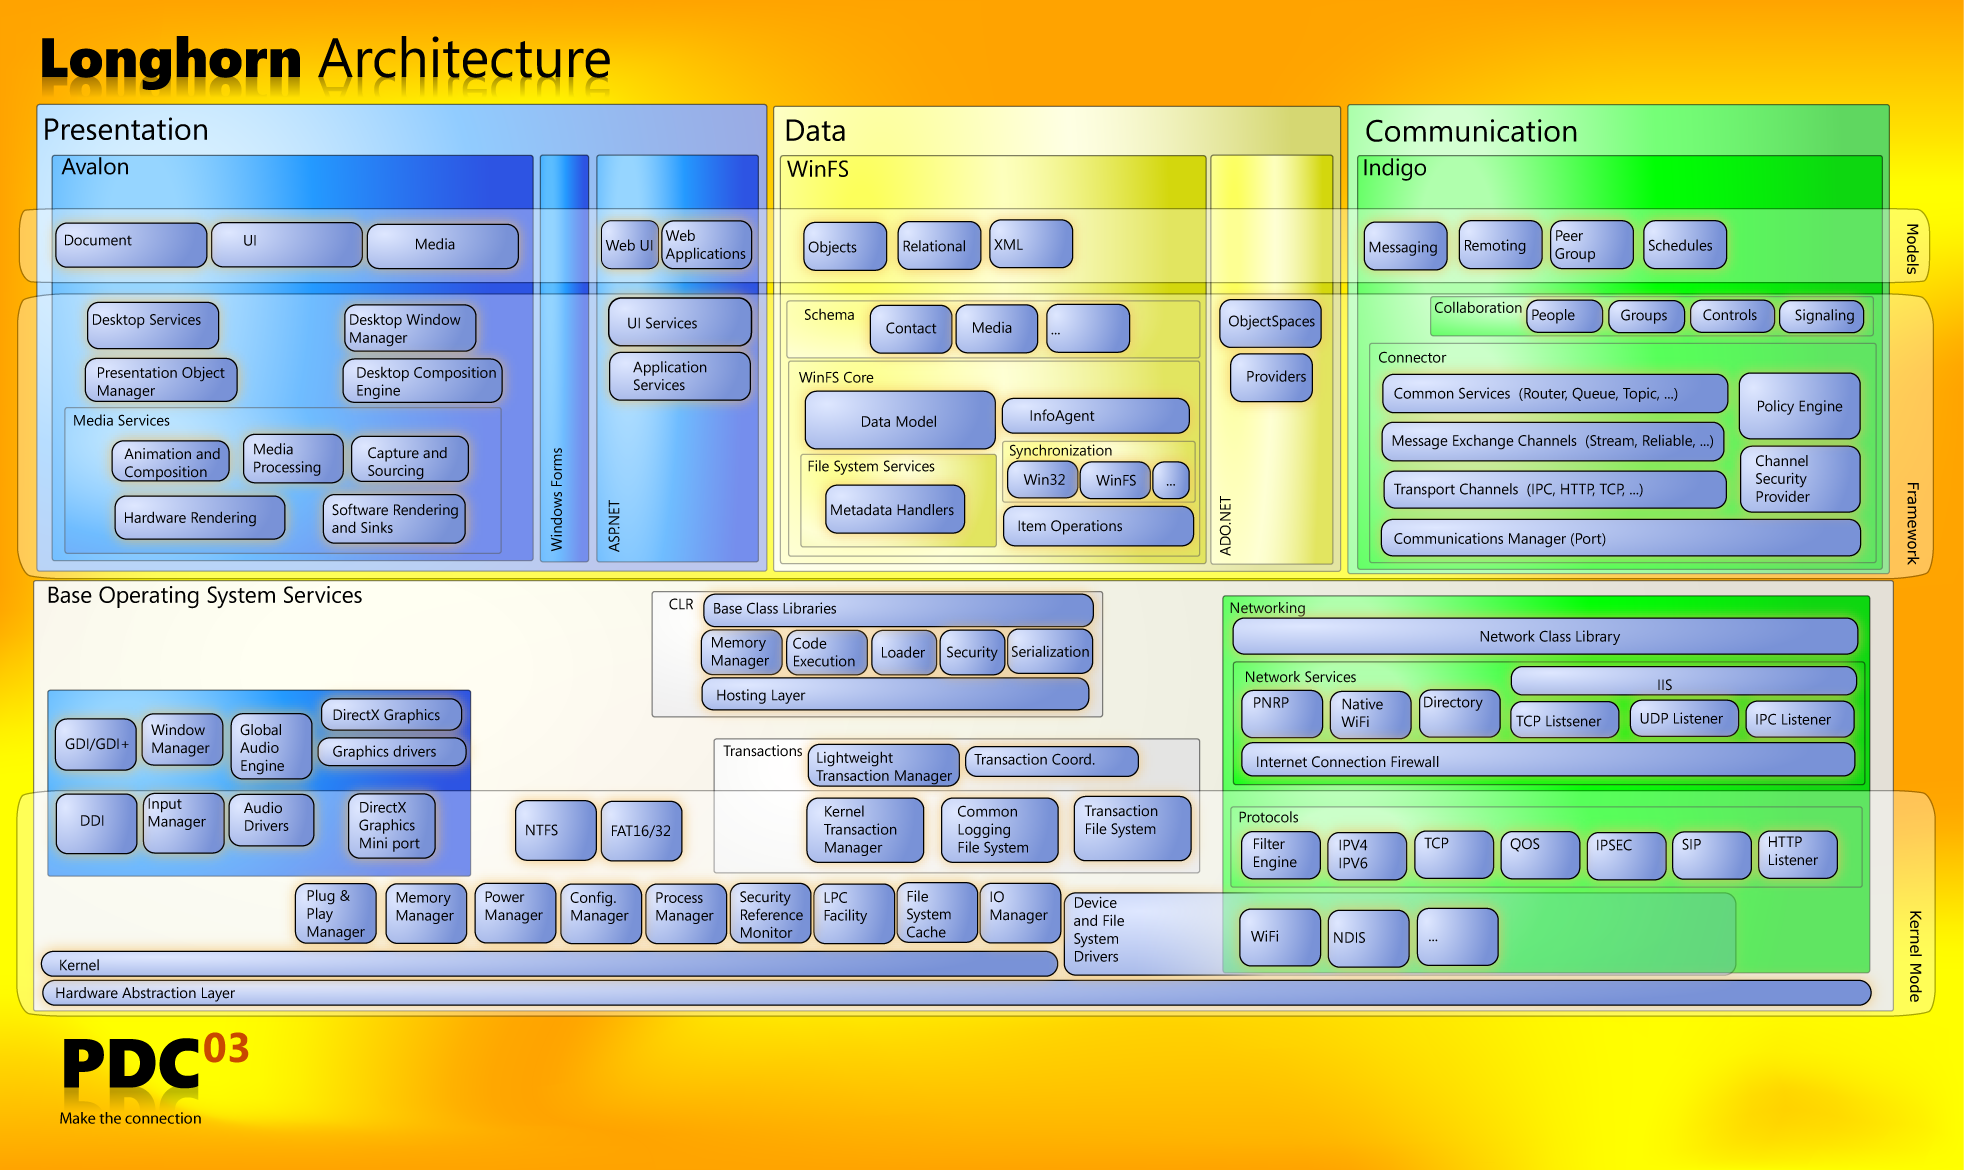 Longhorn Architecture
Presentation
Avalon
Document
UI
Media
Desktop Services
Desktop Window
Manager
Presentation Object
Manager
Desktop Composition
Engine
Media Services
Animation and
Composition
Media
Processing
Capture and
Sourcing
Hardware Rendering
Software Rendering
and Sinks
Windows Forms
Web UI
Web
Applications
UI Services
Application
Services
ASP.NET
Data
WinFS
Objects
Relational
XML
Schema
Contact
Media
...
WinFS Core
Data Model
InfoAgent
File System Services
Metadata Handlers
Synchronization
Win32
WinFS
...
Item Operations
ObjectSpaces
Providers
ADO.NET
Communication
Indigo
Messaging
Remoting
Peer
Group
Schedules
Collaboration
People
Groups
Controls
Signaling
Connector
Common Services (Router, Queue, Topic, ...)
Message Exchange Channels (Stream, Reliable, ...)
Transport Channels (IPC, HTTP, TCP, ...)
Policy Engine
Channel
Security
Provider
Communications Manager (Port)
Models
Framework
Base Operating System Services
CLR
Base Class Libraries
Memory
Manager
Code
Execution
Loader
Security
Serialization
Hosting Layer
GDI/GDI+
Window
Manager
Global
Audio
Engine
DirectX Graphics
Graphics drivers
DDI
Input
Manager
Audio
Drivers
DirectX
Graphics
Mini port
NTFS
FAT16/32
Transactions
Lightweight
Transaction Manager
Transaction Coord.
Kernel
Transaction
Manager
Common
Logging
File System
Transaction
File System
Networking
Network Class Library
Network Services
PNRP
Native
WiFi
Directory
IIS
TCP Listsener
UDP Listener
IPC Listener
Internet Connection Firewall
Protocols
Filter
Engine
IPV4
IPV6
TCP
QOS
IPSEC
SIP
HTTP
Listener
Plug &
Play
Manager
Memory
Manager
Power
Manager
Config.
Manager
Process
Manager
Security
Reference
Monitor
LPC
Facility
File
System
Cache
IO
Manager
Device
and File
System
Drivers
WiFi
NDIS
...
Kernel
Hardware Abstraction Layer
Kernel Mode
PDC03
Make the connection